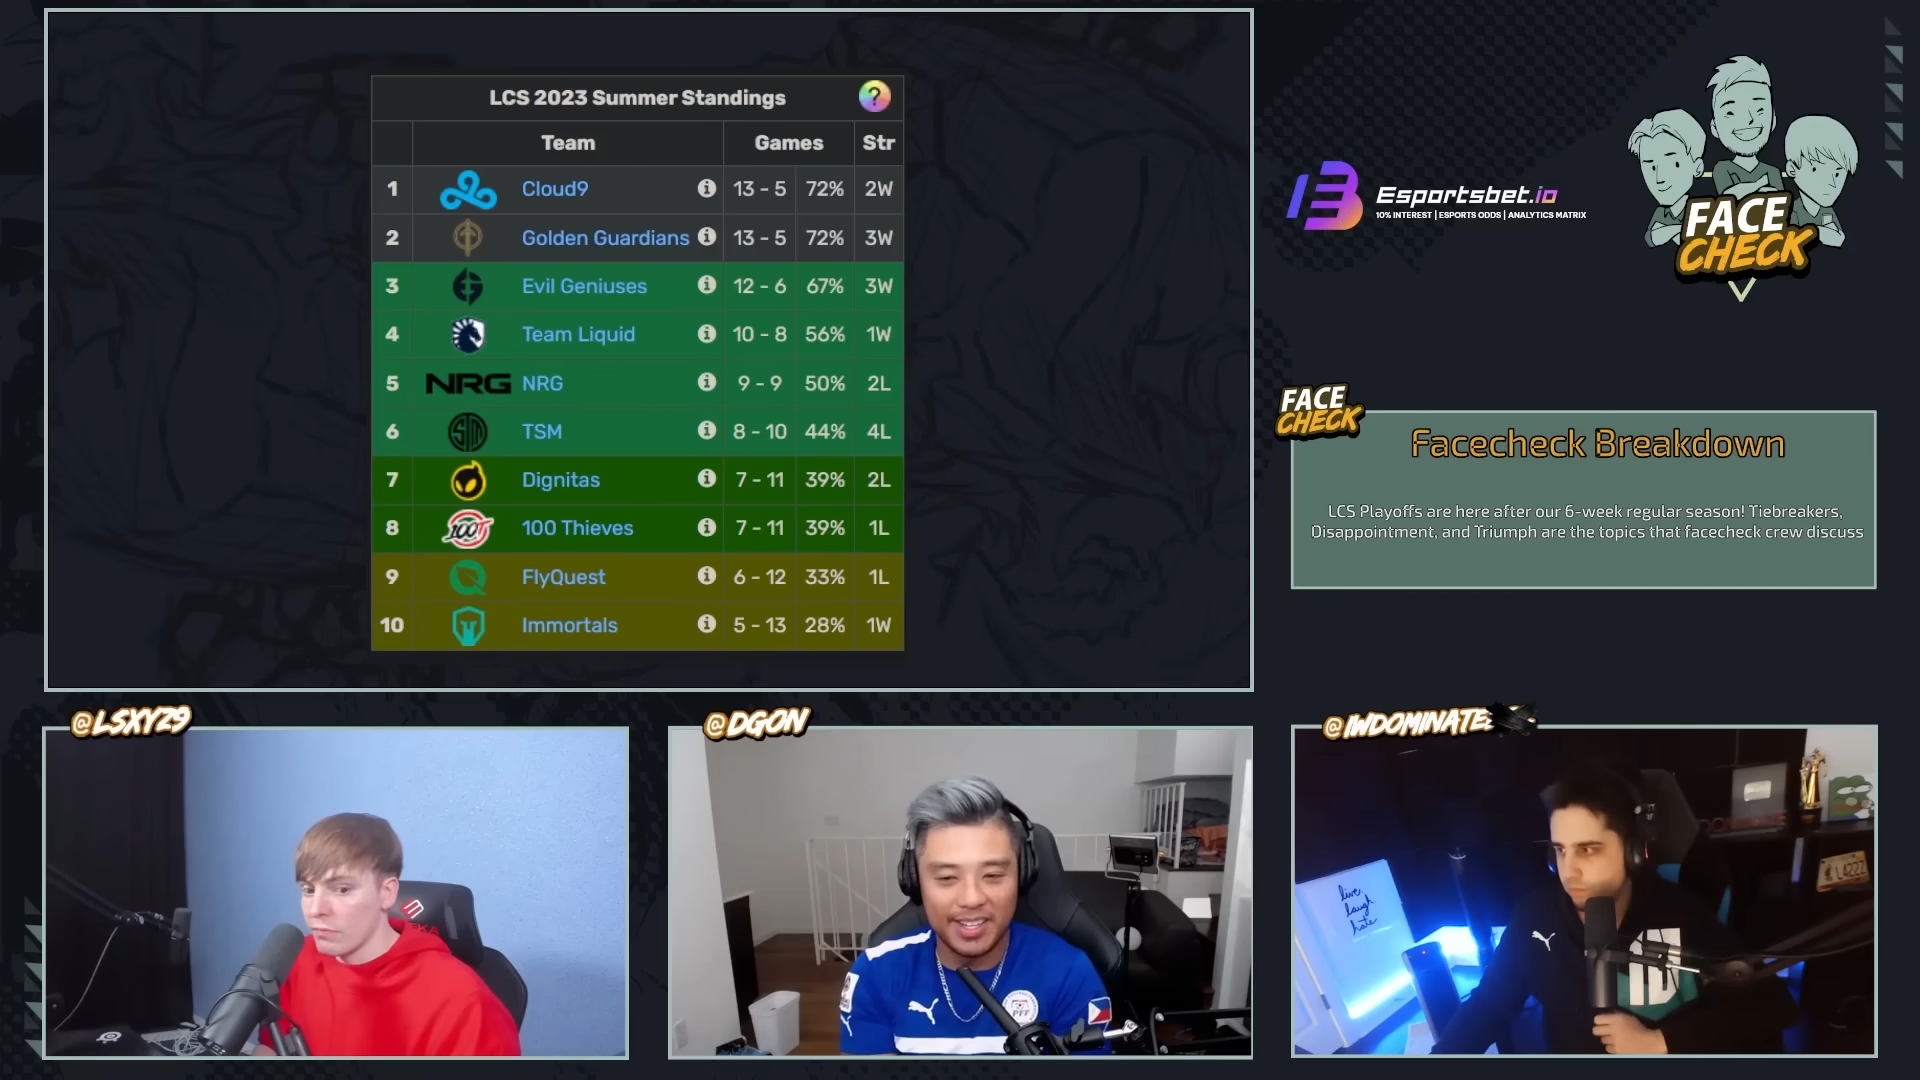 LCS 2023 Summer Standings ?
Team Games Str
1 Cloud9 13 - 5 72% 2W
2 Golden Guardians 13 - 5 72% 3W
3 Evil Geniuses 12 - 6 67% 3W
4 Team Liquid 10 - 8 56% 1W
5 NRG NRG 9 - 9 50% 2L
6 TSM TSM 8 - 10 44% 4L
7 Dignitas 7 - 11 39% 2L
8 100T 100 Thieves 7 - 11 39% 1L
9 FlyQuest 6 - 12 33% 1L
10 Immortals 5 - 13 28% 1W
Esportsbet.io
10% INTEREST | ESPORTS ODDS | ANALYTICS MATRIX
FACE
CHECK
FACE
CHECK
Facecheck Breakdown
LCS Playoffs are here after our 6-week regular season! Tiebreakers,
Disappointment, and Triumph are the topics that facecheck crew discuss
@LSXYZ9
@DGON
@IWDOMINATE
PFF
live,
laugh,
hate